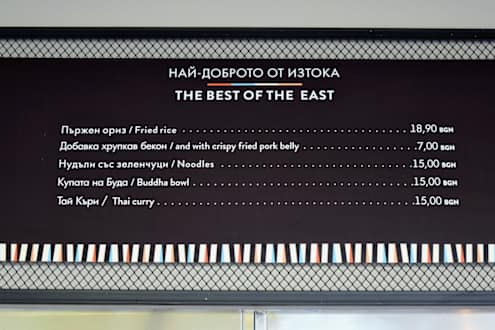 НАЙ-ДОБРОТО ОТ ИЗТОКА
THE BEST OF THE EAST
Пържен ориз / Fried rice 18,90 BGN
Добавка хрупкав бекон / and with crispy fried pork belly 7,00 BGN
Нудъли със зеленчуци / Noodles 15,00 BGN
Купата на Буда / Buddha bowl 15,00 BGN
Тай Къри / Thai curry 15,00 BGN